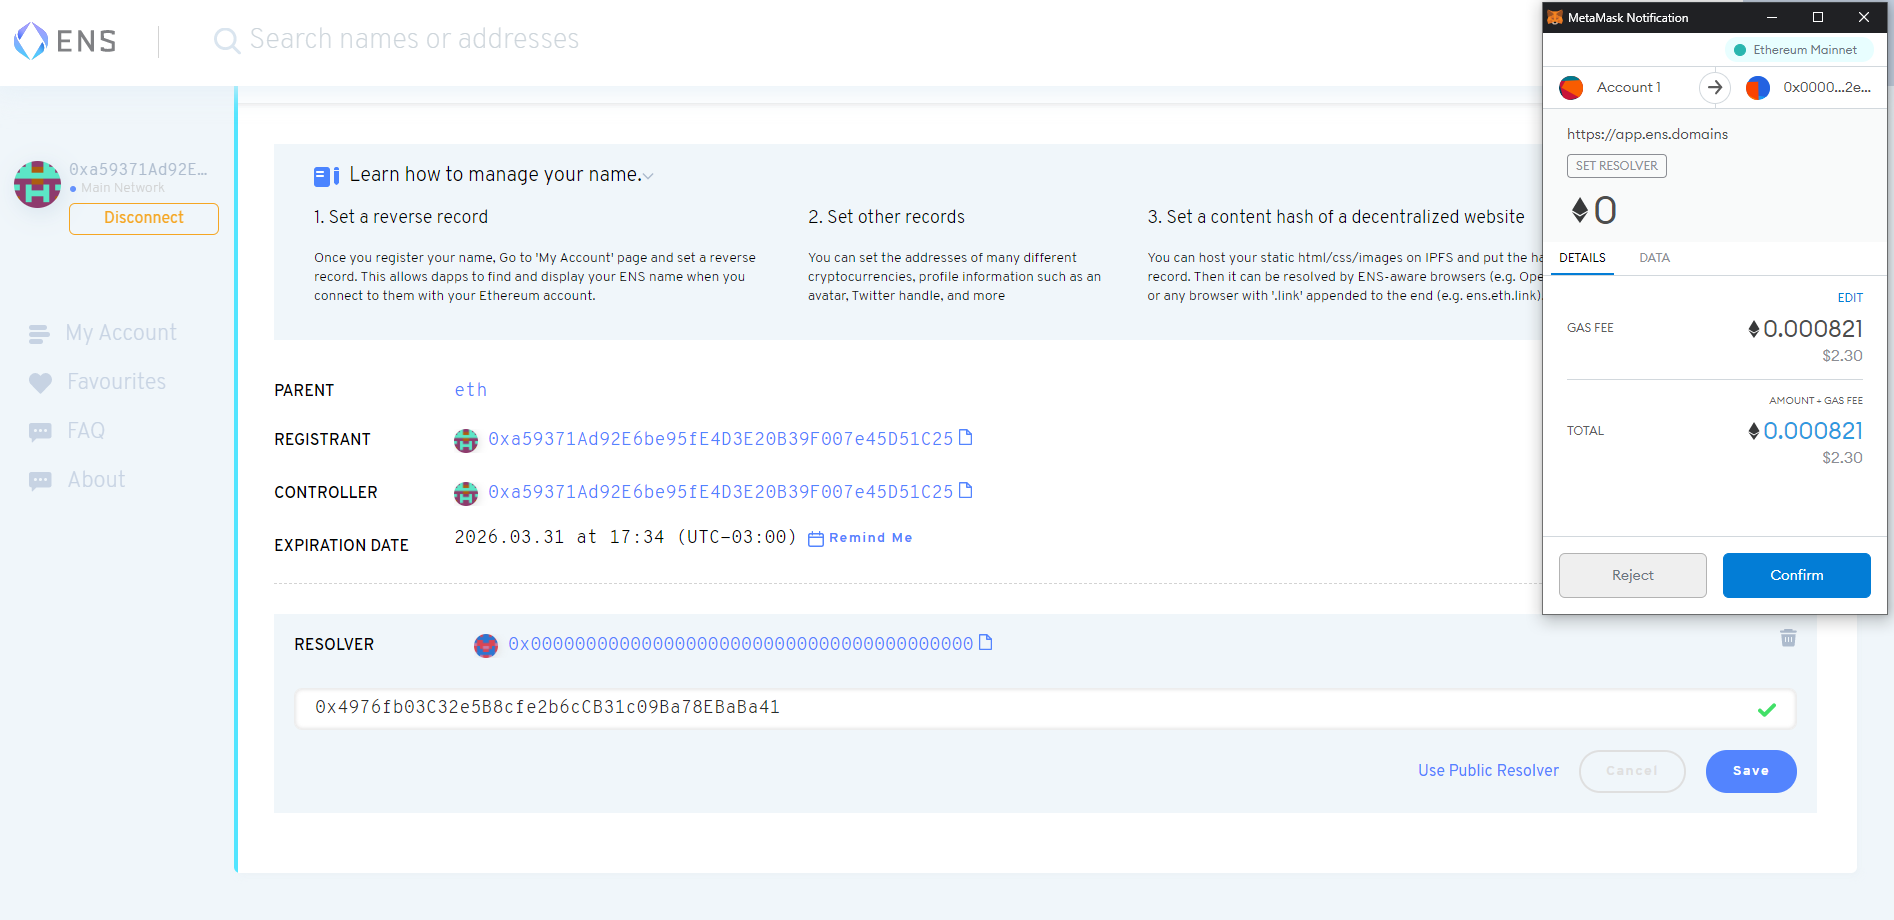 ENS
Search names or addresses
0xa59371Ad92E...
Main Network
Disconnect
My Account
Favourites
FAQ
About
Learn how to manage your name.
1. Set a reverse record
Once you register your name, Go to 'My Account' page and set a reverse
record. This allows dapps to find and display your ENS name when you
connect to them with your Ethereum account.
2. Set other records
You can set the addresses of many different
cryptocurrencies, profile information such as an
avatar, Twitter handle, and more
3. Set a content hash of a decentralized website
You can host your static html/css/images on IPFS and put the ha
record. Then it can be resolved by ENS-aware browsers (e.g. Ope
or any browser with '.link' appended to the end (e.g. ens.eth.link).
PARENT eth
REGISTRANT 0xa59371Ad92E6be95fE4D3E20B39F007e45D51C25
CONTROLLER 0xa59371Ad92E6be95fE4D3E20B39F007e45D51C25
EXPIRATION DATE 2026.03.31 at 17:34 (UTC-03:00) Remind Me
RESOLVER 0x0000000000000000000000000000000000000000
0x4976fb03C32e5B8cfe2b6cCB31c09Ba78EBaBa41
Use Public Resolver Cancel Save
MetaMask Notification
Ethereum Mainnet
Account 1 0x0000...2e...
https://app.ens.domains
SET RESOLVER
0
DETAILS DATA
EDIT
GAS FEE 0.000821
$2.30
AMOUNT + GAS FEE
TOTAL 0.000821
$2.30
Reject Confirm